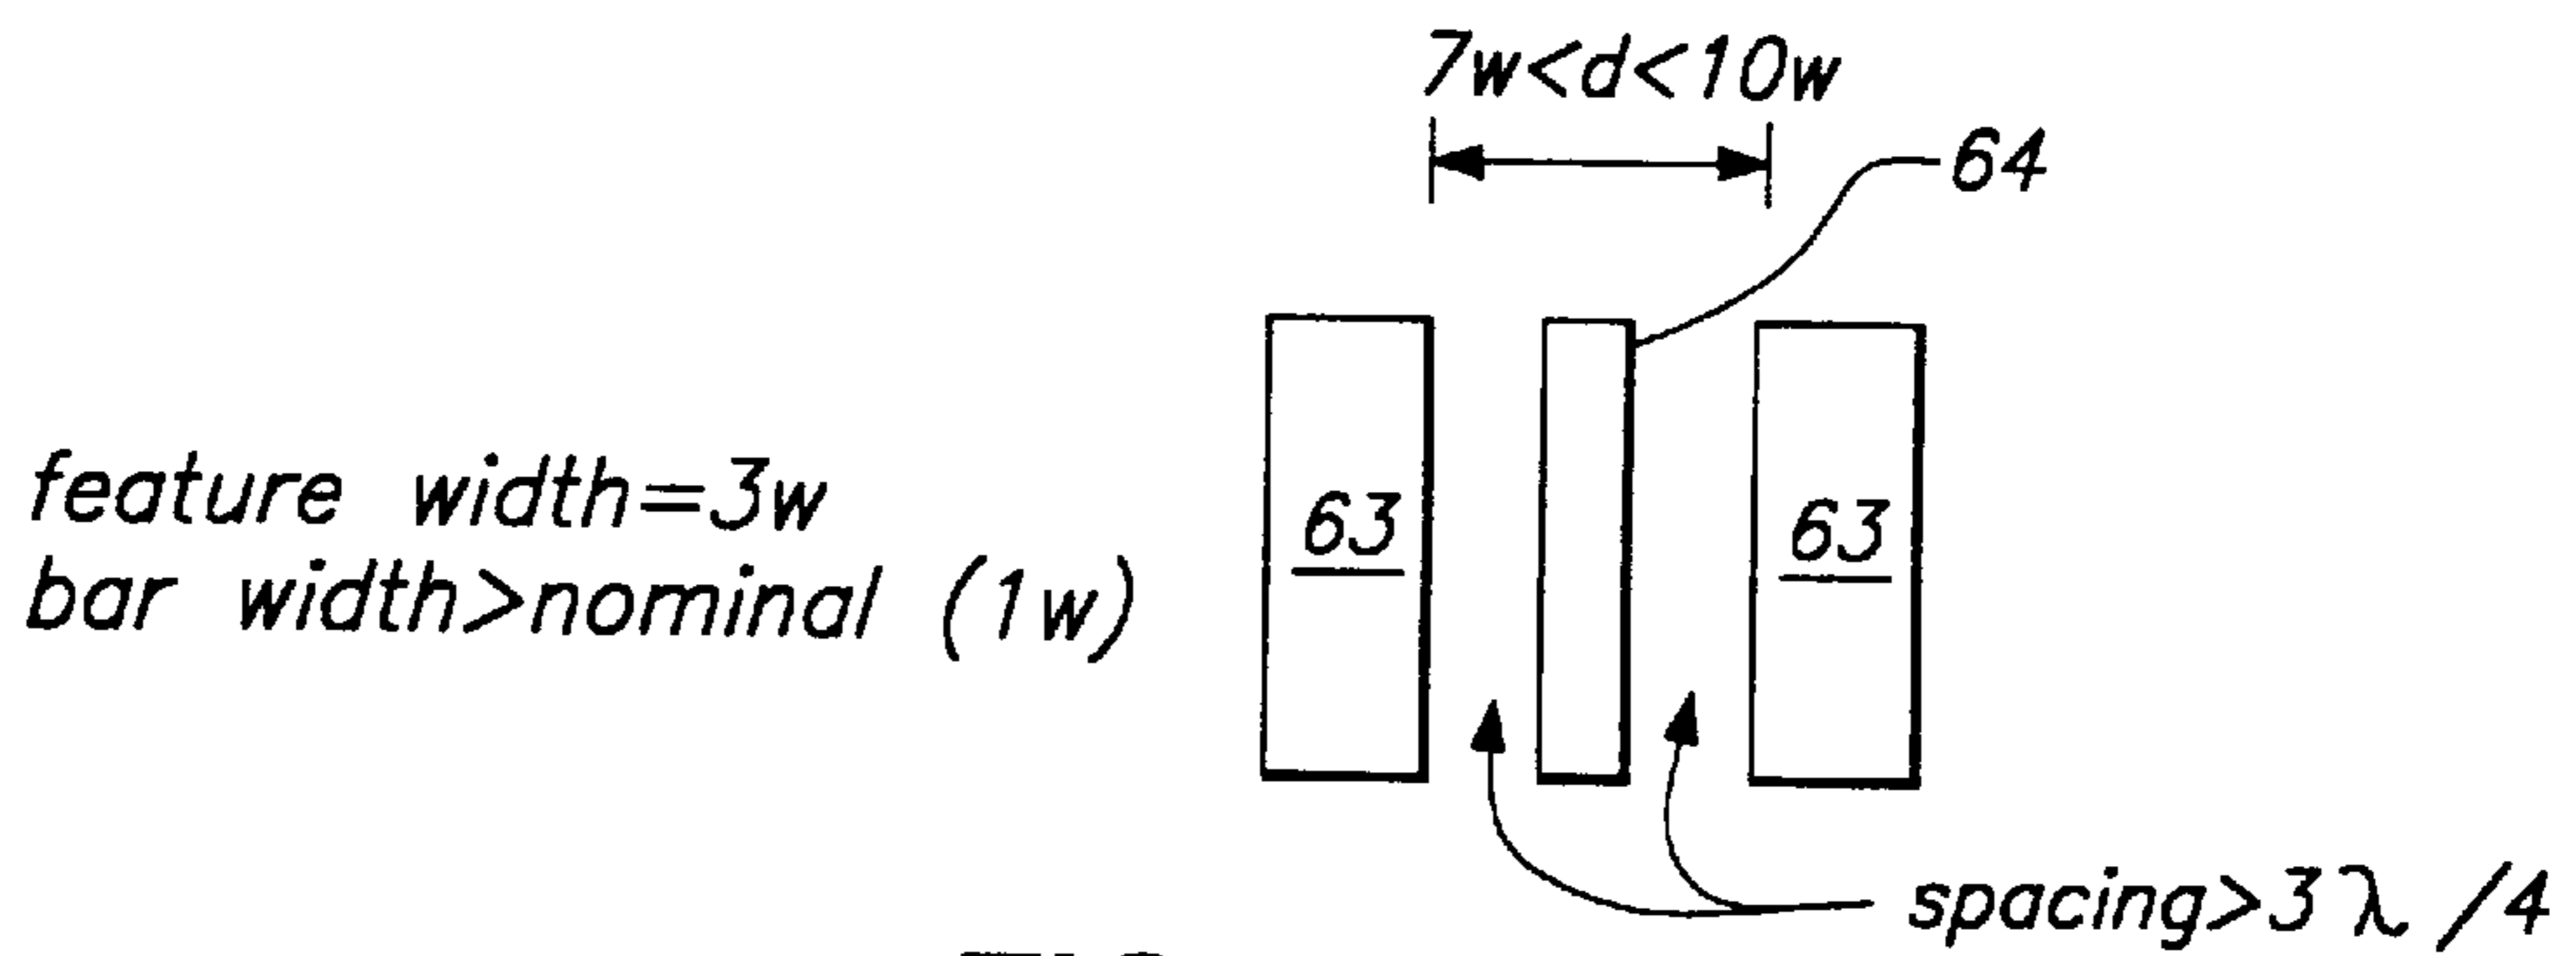 7w<d<10w
64
63
63
feature width=3w
bar width>nominal (1w)
spacing>3λ/4